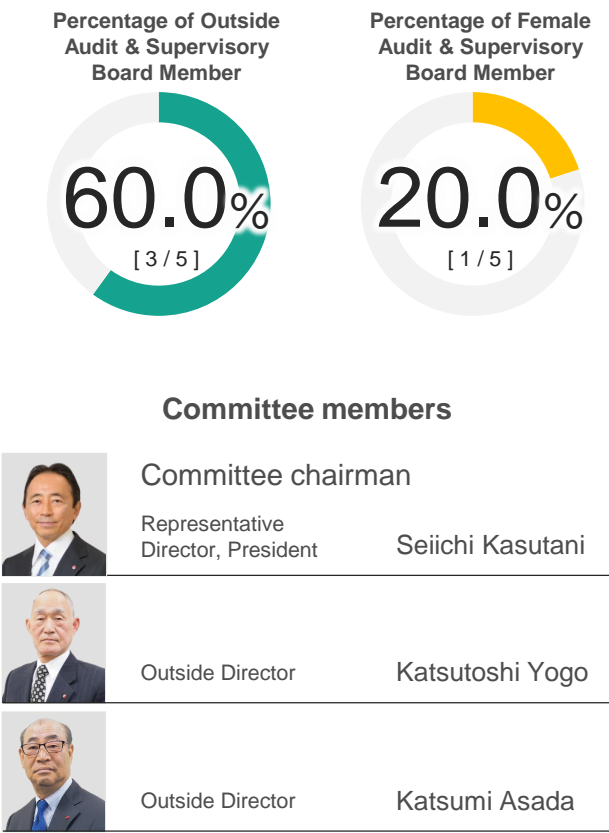 Percentage of Outside
Audit & Supervisory
Board Member
60.0%
[ 3 / 5 ]
Percentage of Female
Audit & Supervisory
Board Member
20.0%
[ 1 / 5 ]
Committee members
Committee chairman
Representative
Director, President
Seiichi Kasutani
Outside Director
Katsutoshi Yogo
Outside Director
Katsumi Asada